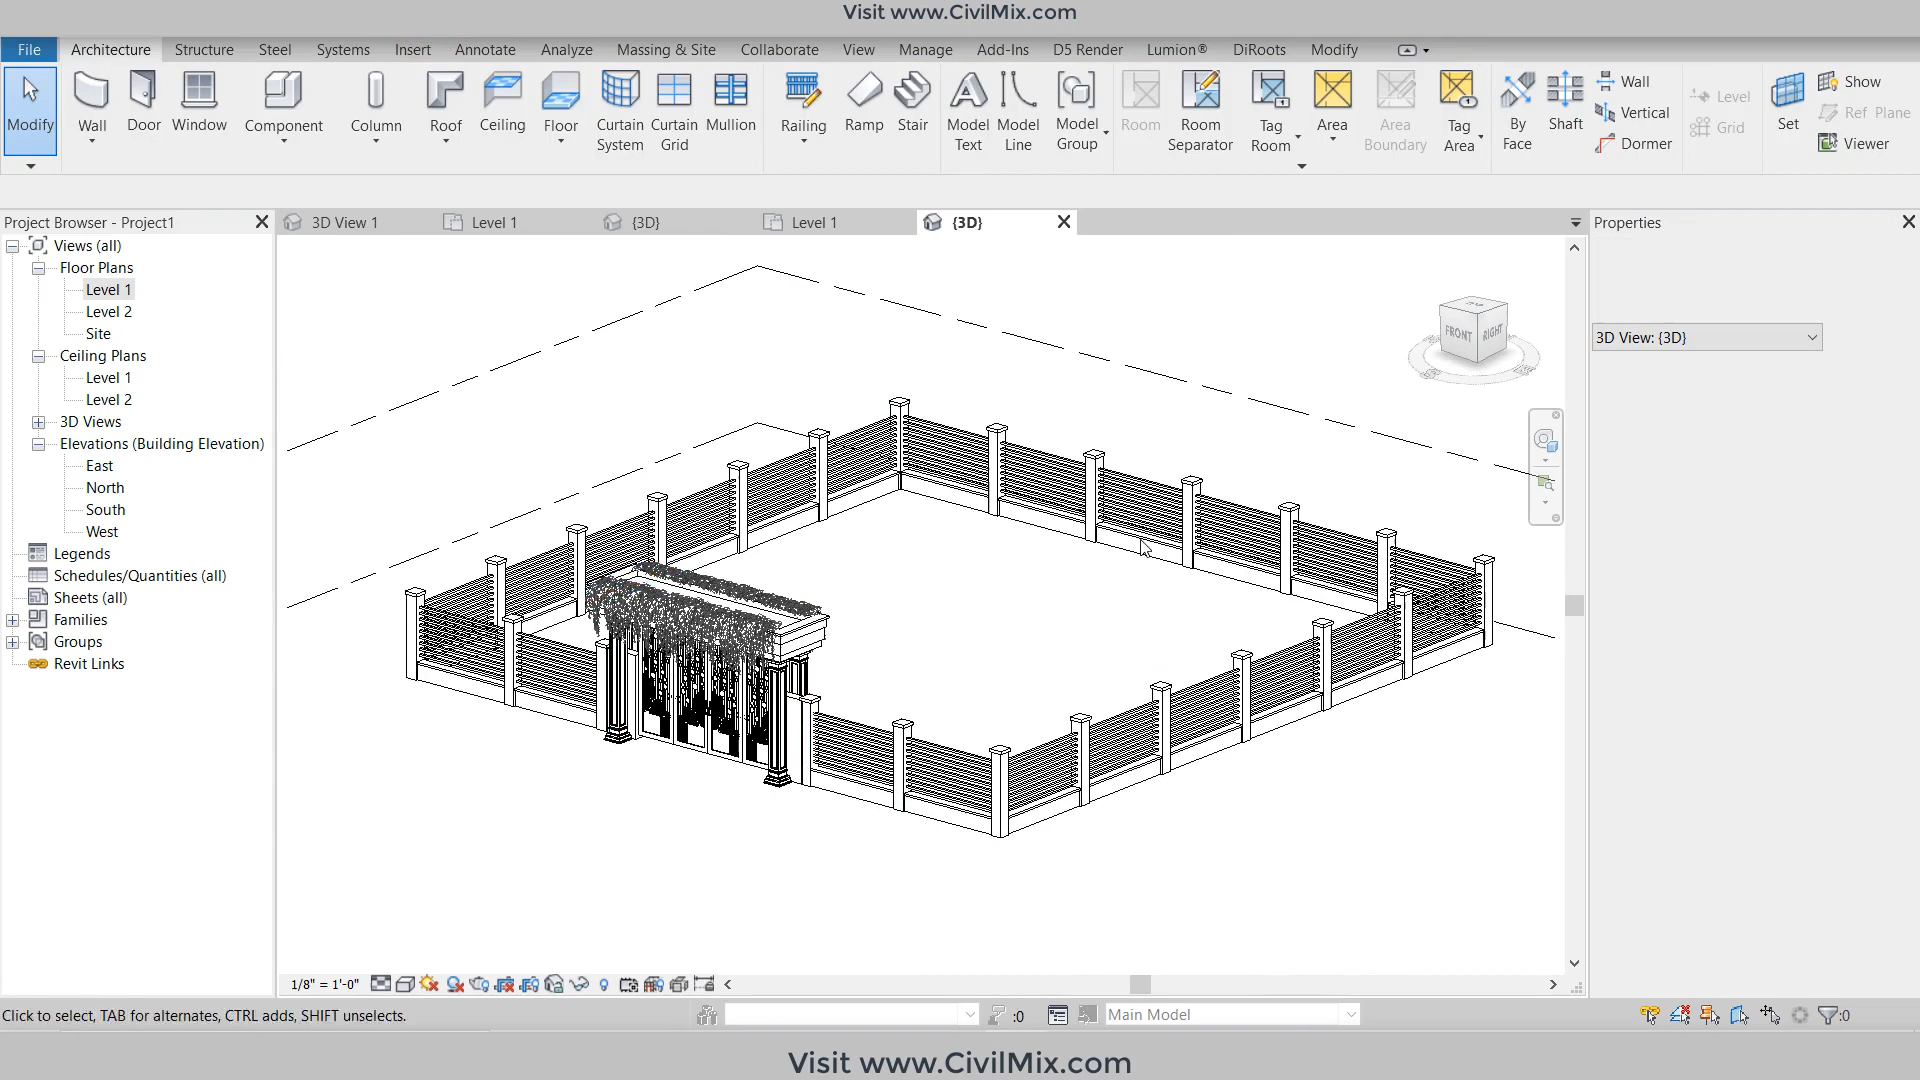 Visit www.CivilMix.com
File Architecture Structure Steel Systems Insert Annotate Analyze Massing & Site Collaborate View Manage Add-Ins D5 Render Lumion® DiRoots Modify
Modify Wall Door Window Component Column Roof Ceiling Floor Curtain System Curtain Grid Mullion Railing Ramp Stair Model Text Model Line Model Group Room Room Separator Tag Room Area Area Boundary Tag Area By Face Shaft Wall Vertical Dormer Level Grid Set Show Ref Plane Viewer
Project Browser - Project1
3D View 1 Level 1 {3D} Level 1 {3D}
Properties
Views (all)
Floor Plans
Level 1
Level 2
Site
Ceiling Plans
Level 1
Level 2
3D Views
Elevations (Building Elevation)
East
North
South
West
Legends
Schedules/Quantities (all)
Sheets (all)
Families
Groups
Revit Links
FRONT RIGHT
3D View: {3D}
1/8" = 1'-0"
Click to select, TAB for alternates, CTRL adds, SHIFT unselects.
:0
Main Model
:0
Visit www.CivilMix.com